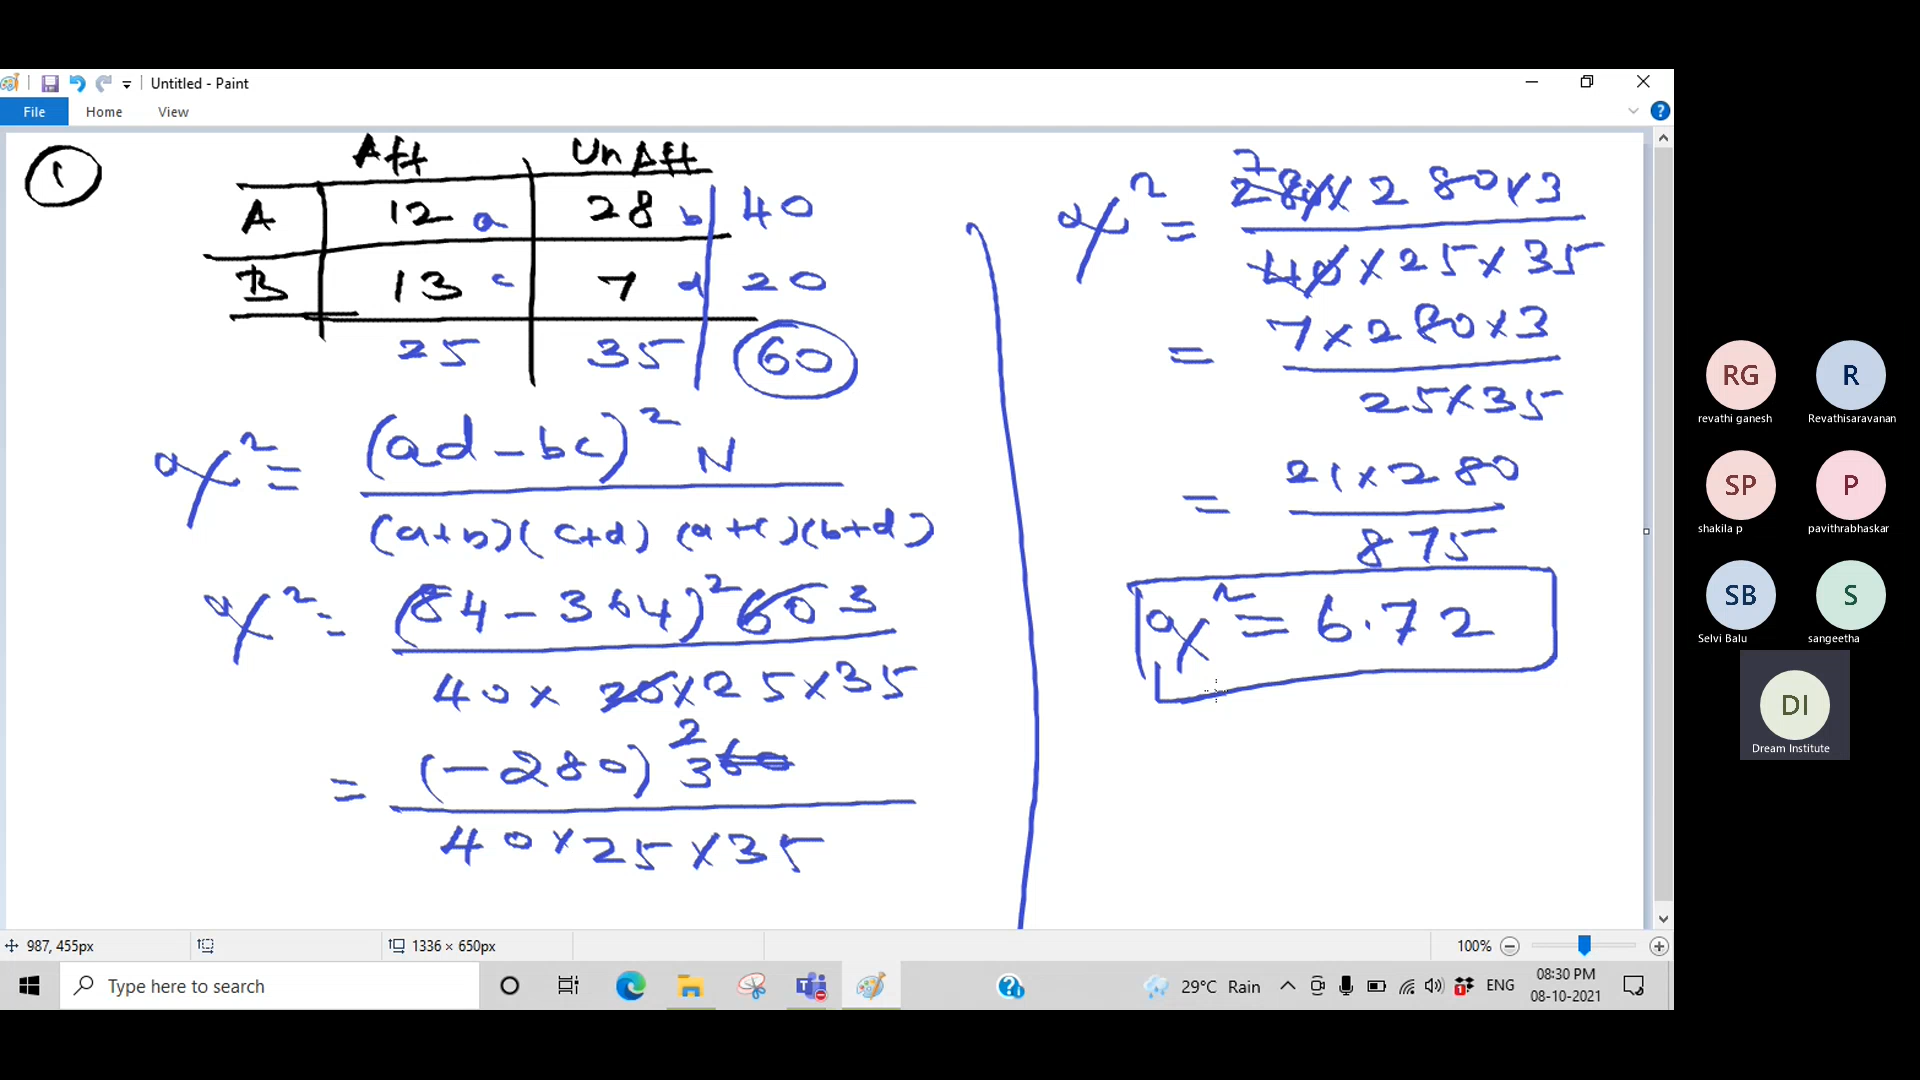 Untitled - Paint
File Home View
1
Aft UnAft
A 12 a 28 b 40
B 13 c 7 d 20
25 35 60
χ² = (ad - bc)² N
(a+b)(c+d)(a+c)(b+d)
χ² = (84 - 364)² 60 3
40 x 20 x 25 x 35
= (-280)² 3 60
40 x 25 x 35
χ² = 7 280 x 280 x 3
40 x 25 x 35
= 7 x 280 x 3
25 x 35
= 21 x 280
875
χ² = 6.72
RG R
revathi ganesh Revathisaravanan
SP P
shakila p pavithrabhaskar
SB S
Selvi Balu sangeetha
DI
Dream Institute
987, 455px 1336 × 650px 100%
Type here to search 29°C Rain ENG 08:30 PM
08-10-2021